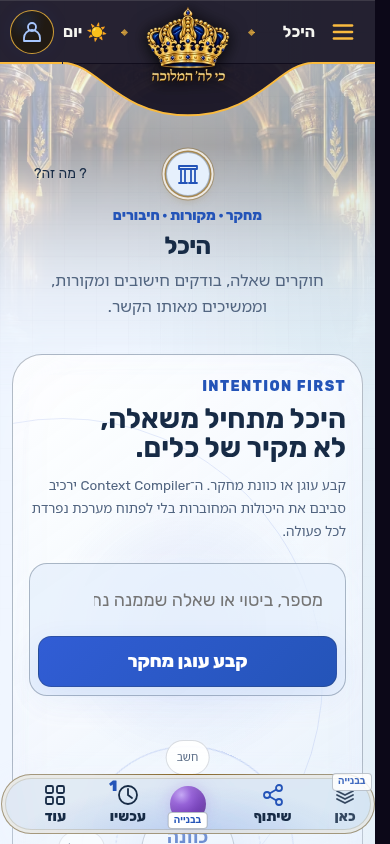 היכל
☀️ יום
כי לה' המלוכה
מה זה?
?
מחקר • מקורות • חיבורים
היכל
חוקרים שאלה, בודקים חישובים ומקורות,
וממשיכים מאותו הקשר.
INTENTION FIRST
היכל מתחיל משאלה,
לא מקיר של כלים.
קבע עוגן או כוונת מחקר. ה־Context Compiler ירכיב
סביבם את היכולות המחוברות בלי לפתוח מערכת נפרדת
לכל פעולה.
מספר, ביטוי או שאלה שממנה
קבע עוגן מחקר
חשב
כוונה
בבנייה
כאן
שיתוף
בבנייה
1
עכשיו
עוד